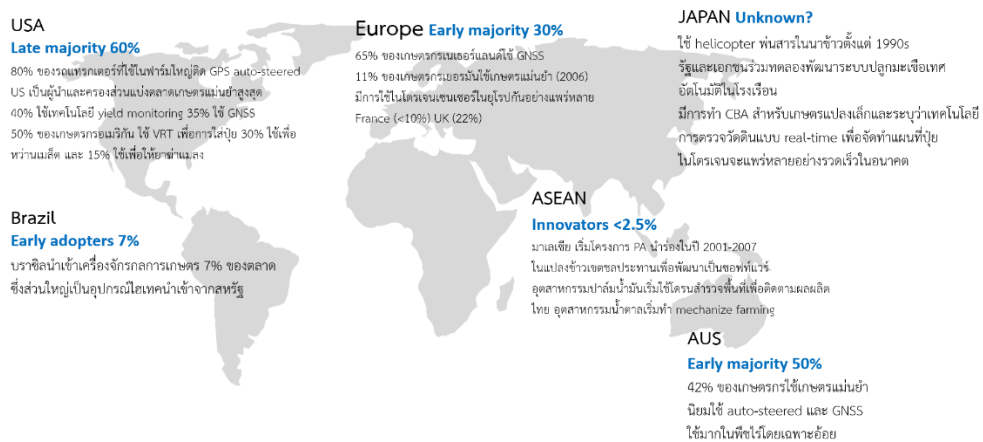 USA
Late majority 60%
80% ของรถแทรกเตอร์ที่ใช้ในฟาร์มใหญ่ติด GPS auto-steered
US เป็นผู้นำและครองส่วนแบ่งตลาดเกษตรแม่นยำสูงสุด
40% ใช้เทคโนโลยี yield monitoring 35% ใช้ GNSS
50% ของเกษตรกรอเมริกัน ใช้ VRT เพื่อการใส่ปุ๋ย 30% ใช้เพื่อ
หว่านเมล็ด และ 15% ใช้เพื่อให้ยาฆ่าแมลง
Europe Early majority 30%
65% ของเกษตรกรเนเธอร์แลนด์ใช้ GNSS
11% ของเกษตรกรเยอรมันใช้เกษตรแม่นยำ (2006)
มีการใช้ไนโตรเจนเซนเซอร์ในยุโรปกันอย่างแพร่หลาย
France (<10%) UK (22%)
JAPAN Unknown?
ใช้ helicopter พ่นสารในนาข้าวตั้งแต่ 1990s
รัฐและเอกชนร่วมทดลองพัฒนาระบบปลูกมะเขือเทศ
อัตโนมัติในโรงเรือน
มีการทำ CBA สำหรับเกษตรแปลงเล็กและระบุว่าเทคโนโลยี
การตรวจวัดดินแบบ real-time เพื่อจัดทำแผนที่ปุ๋ย
ไนโตรเจนจะแพร่หลายอย่างรวดเร็วในอนาคต
Brazil
Early adopters 7%
บราซิลนำเข้าเครื่องจักรกลการเกษตร 7% ของตลาด
ซึ่งส่วนใหญ่เป็นอุปกรณ์ไฮเทคนำเข้าจากสหรัฐ
ASEAN
Innovators <2.5%
มาเลเซีย เริ่มโครงการ PA นำร่องในปี 2001-2007
ในแปลงข้าวเขตชลประทานเพื่อพัฒนาเป็นซอฟท์แวร์
อุตสาหกรรมปาล์มน้ำมันเริ่มใช้โดรนสำรวจพื้นที่เพื่อติดตามผลผลิต
ไทย อุตสาหกรรมน้ำตาลเริ่มทำ mechanize farming
AUS
Early majority 50%
42% ของเกษตรกรใช้เกษตรแม่นยำ
นิยมใช้ auto-steered และ GNSS
ใช้มากในพืชไร่โดยเฉพาะอ้อย